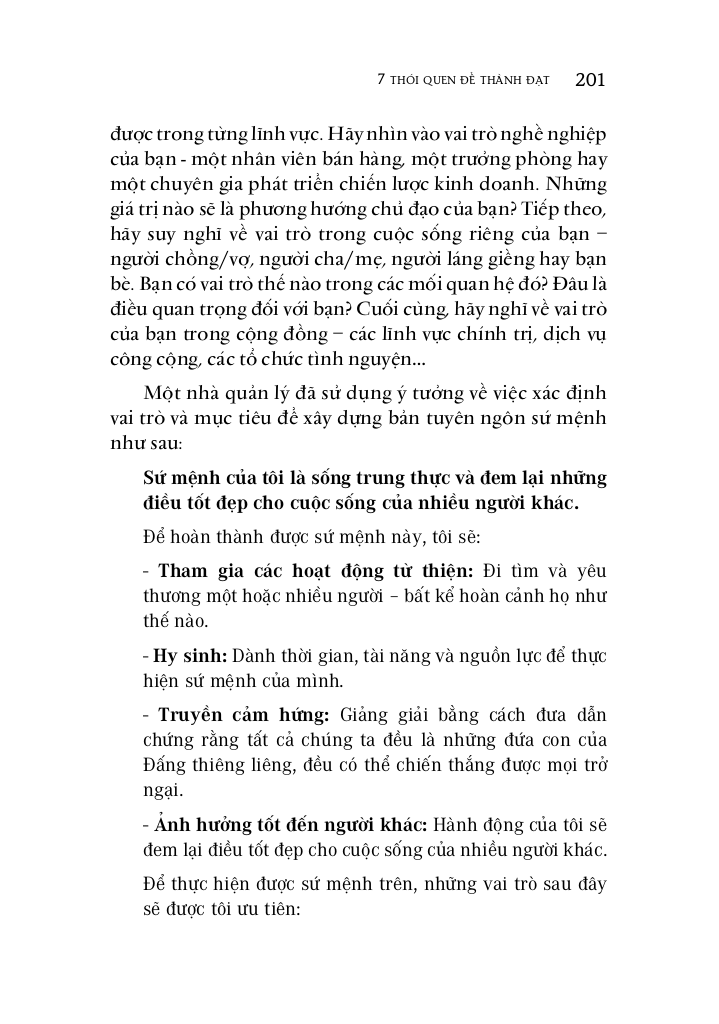 7 THÓI QUEN ĐỂ THÀNH ĐẠT 201
được trong từng lĩnh vực. Hãy nhìn vào vai trò nghề nghiệp
của bạn - một nhân viên bán hàng, một trưởng phòng hay
một chuyên gia phát triển chiến lược kinh doanh. Những
giá trị nào sẽ là phương hướng chủ đạo của bạn? Tiếp theo,
hãy suy nghĩ về vai trò trong cuộc sống riêng của bạn –
người chồng/vợ, người cha/mẹ, người láng giềng hay bạn
bè. Bạn có vai trò thế nào trong các mối quan hệ đó? Đâu là
điều quan trọng đối với bạn? Cuối cùng, hãy nghĩ về vai trò
của bạn trong cộng đồng – các lĩnh vực chính trị, dịch vụ
công cộng, các tổ chức tình nguyện...
Một nhà quản lý đã sử dụng ý tưởng về việc xác định
vai trò và mục tiêu để xây dựng bản tuyên ngôn sứ mệnh
như sau:
Sứ mệnh của tôi là sống trung thực và đem lại những
điều tốt đẹp cho cuộc sống của nhiều người khác.
Để hoàn thành được sứ mệnh này, tôi sẽ:
- Tham gia các hoạt động từ thiện: Đi tìm và yêu
thương một hoặc nhiều người – bất kể hoàn cảnh họ như
thế nào.
- Hy sinh: Dành thời gian, tài năng và nguồn lực để thực
hiện sứ mệnh của mình.
- Truyền cảm hứng: Giảng giải bằng cách đưa dẫn
chứng rằng tất cả chúng ta đều là những đứa con của
Đấng thiêng liêng, đều có thể chiến thắng được mọi trở
ngại.
- Ảnh hưởng tốt đến người khác: Hành động của tôi sẽ
đem lại điều tốt đẹp cho cuộc sống của nhiều người khác.
Để thực hiện được sứ mệnh trên, những vai trò sau đây
sẽ được tôi ưu tiên: